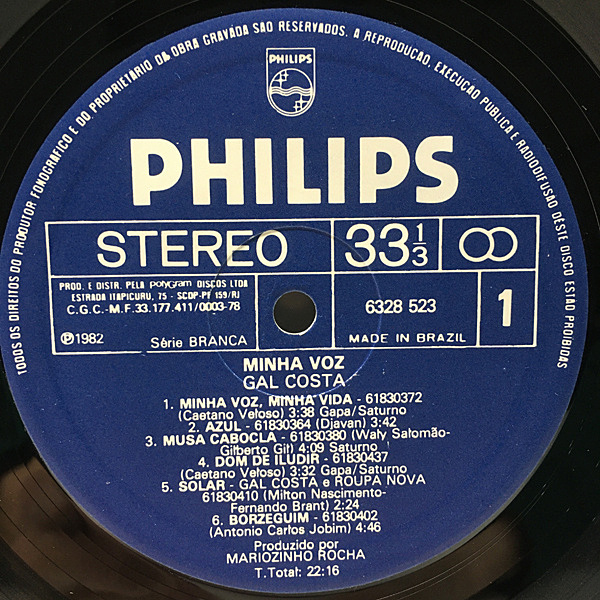 TODOS OS DIREITOS DO PRODUTOR FONOGRÁFICO E DO PROPRIETÁRIO DA OBRA GRAVADA SÃO RESERVADOS. A REPRODUÇÃO, EXECUÇÃO PÚBLICA E RADIODIFUSÃO DÊSTE DISCO ESTÃO PROIBIDAS
PHILIPS
PHILIPS
STEREO 33 1/3
PROD. E DISTR. PELA polyGram DISCOS LTDA
ESTRADA ITAPICURU, 75 - SCDP-PF 159/RJ
C.G.C.-M.F.33.177.411/0003-78
6328 523
1
℗1982 Série BRANCA
MADE IN BRAZIL
MINHA VOZ
GAL COSTA
1. MINHA VOZ, MINHA VIDA - 61830372
(Caetano Veloso) 3:38 Gapa/Saturno
2. AZUL - 61830364 (Djavan) 3:42
3. MUSA CABOCLA - 61830380 (Waly Salomão-
Gilberto Gil) 4:09 Saturno
4. DOM DE ILUDIR - 61830437
(Caetano Veloso) 3:32 Gapa/Saturno
5. SOLAR - GAL COSTA e ROUPA NOVA
61830410 (Milton Nascimento-
Fernando Brant) 2:24
6. BORZEGUIM - 61830402
(Antonio Carlos Jobim) 4:46
Produzido por
MARIOZINHO ROCHA
T.Total: 22:16